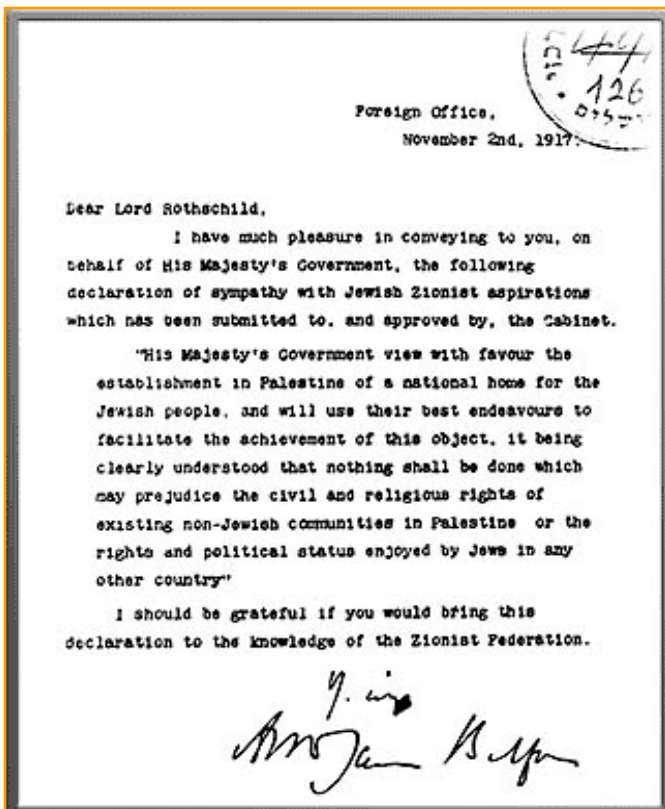 126
Foreign Office,
November 2nd, 1917.
Dear Lord Rothschild,
I have much pleasure in conveying to you, on
behalf of His Majesty's Government, the following
declaration of sympathy with Jewish Zionist aspirations
which has been submitted to, and approved by, the Cabinet.
"His Majesty's Government view with favour the
establishment in Palestine of a national home for the
Jewish people, and will use their best endeavours to
facilitate the achievement of this object, it being
clearly understood that nothing shall be done which
may prejudice the civil and religious rights of
existing non-Jewish communities in Palestine or the
rights and political status enjoyed by Jews in any
other country"
I should be grateful if you would bring this
declaration to the knowledge of the Zionist Federation.